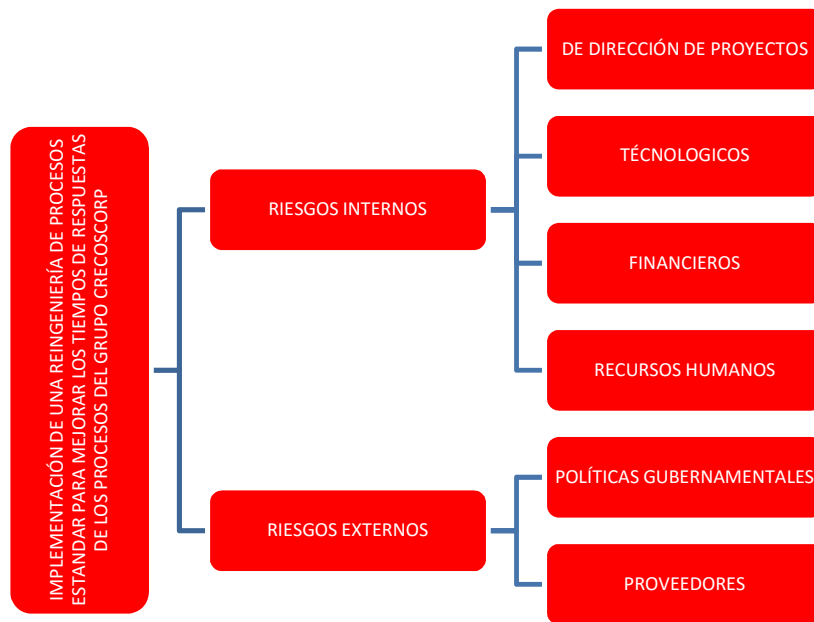 IMPLEMENTACIÓN DE UNA REINGENIERÍA DE PROCESOS
ESTANDAR PARA MEJORAR LOS TIEMPOS DE RESPUESTAS
DE LOS PROCESOS DEL GRUPO CRECOSCORP
RIESGOS INTERNOS
DE DIRECCIÓN DE PROYECTOS
TÉCNOLOGICOS
FINANCIEROS
RECURSOS HUMANOS
RIESGOS EXTERNOS
POLÍTICAS GUBERNAMENTALES
PROVEEDORES